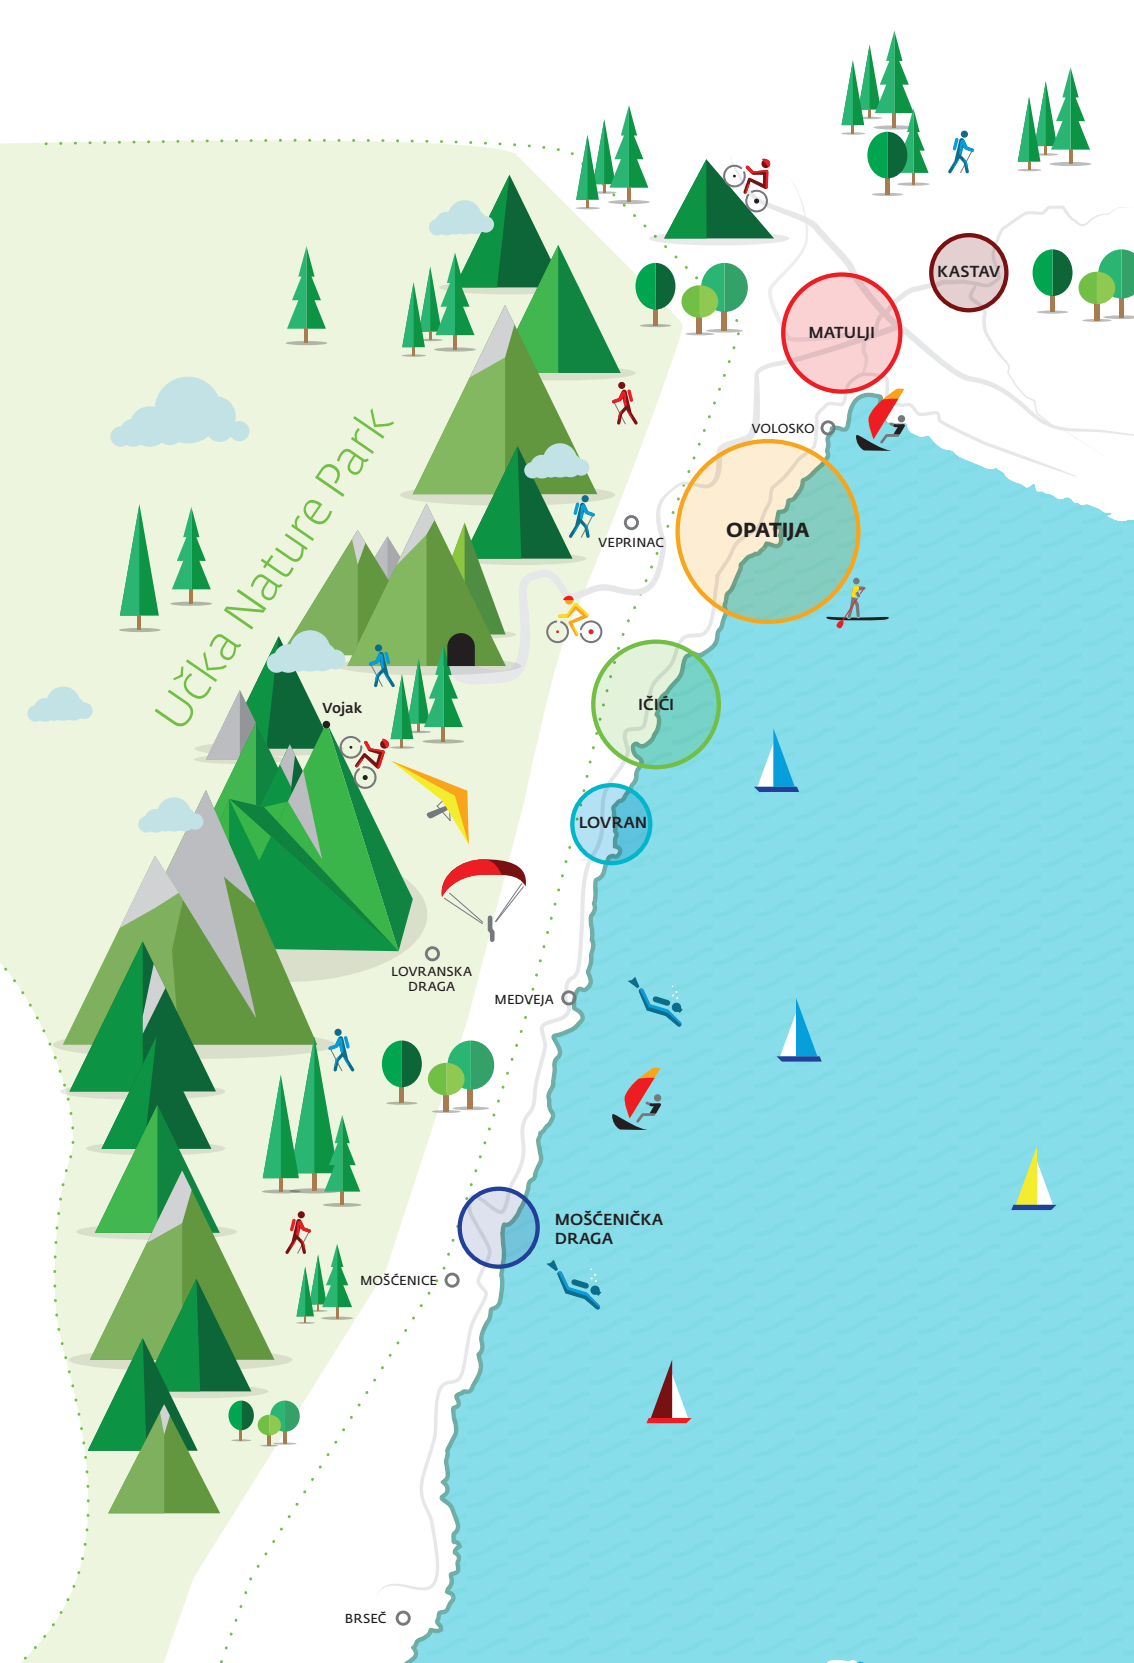 KASTAV
MATULJI
VOLOSKO
OPATIJA
VEPRINAC
Učka Nature Park
IČIĆI
Vojak
LOVRAN
LOVRANSKA
DRAGA
MEDVEJA
MOŠĆENIČKA
DRAGA
MOŠĆENICE
BRSEČ